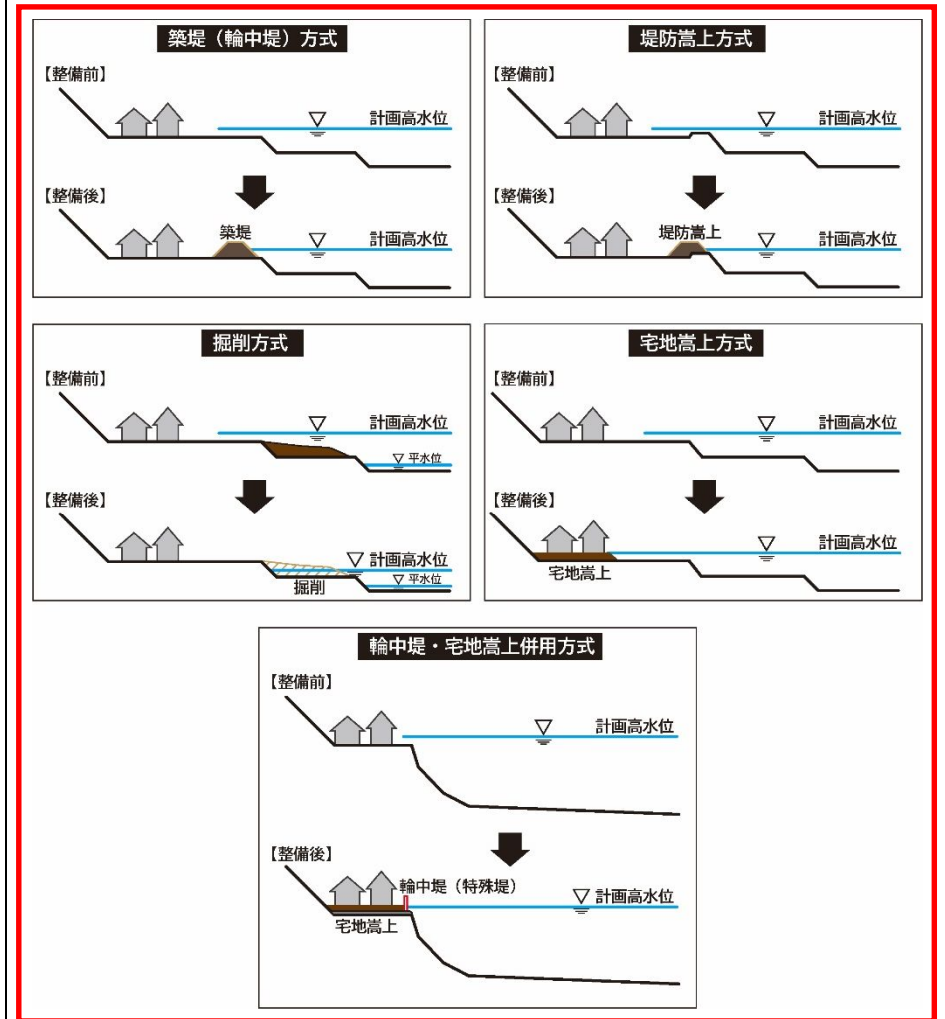 築堤（輪中堤）方式
【整備前】
計画高水位
【整備後】
築堤
計画高水位
堤防嵩上方式
【整備前】
計画高水位
【整備後】
堤防嵩上
計画高水位
掘削方式
【整備前】
計画高水位
平水位
【整備後】
計画高水位
平水位
掘削
宅地嵩上方式
【整備前】
計画高水位
【整備後】
計画高水位
宅地嵩上
輪中堤・宅地嵩上併用方式
【整備前】
計画高水位
【整備後】
輪中堤（特殊堤）
計画高水位
宅地嵩上